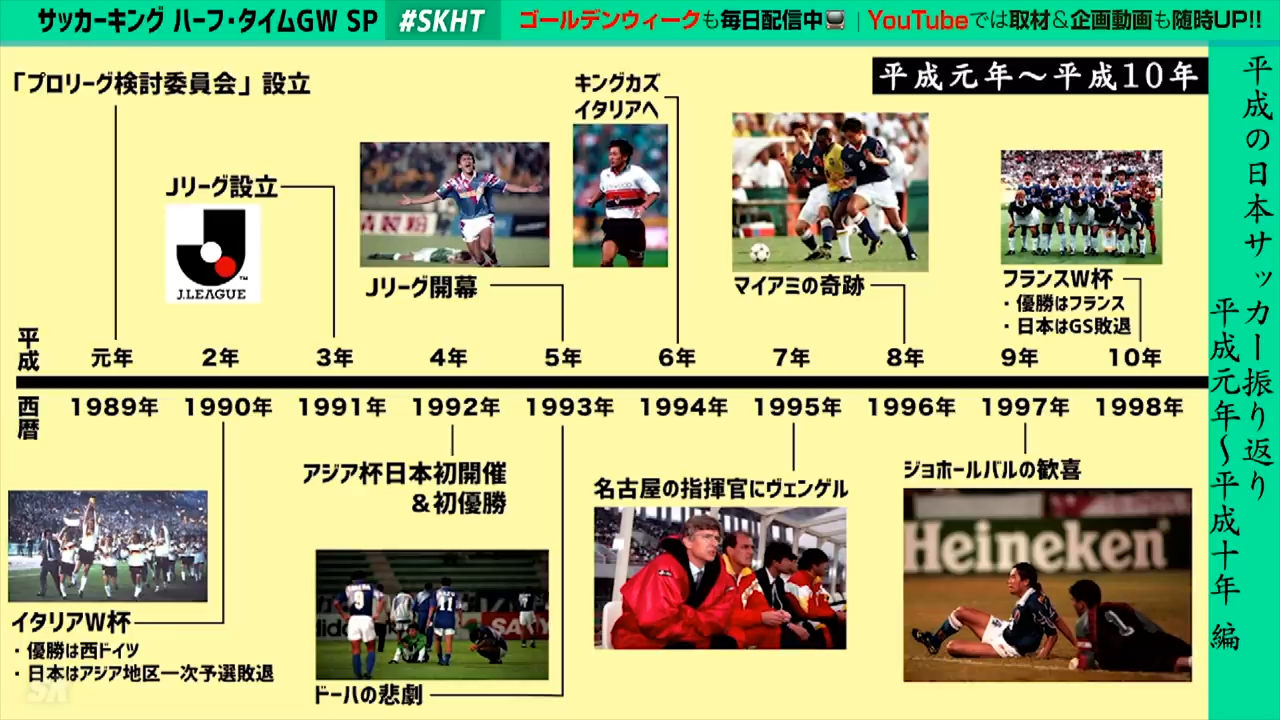 サッカーキング ハーフ・タイムGW SP #SKHT ゴールデンウィークも毎日配信中 | YouTubeでは取材&企画動画も随時UP!!
平成元年～平成10年
「プロリーグ検討委員会」設立
Jリーグ設立
J.LEAGUE
TM
Jリーグ開幕
キングカズ
イタリアへ
マイアミの奇跡
フランスW杯
・優勝はフランス
・日本はGS敗退
平成 元年 2年 3年 4年 5年 6年 7年 8年 9年 10年
西暦 1989年 1990年 1991年 1992年 1993年 1994年 1995年 1996年 1997年 1998年
イタリアW杯
・優勝は西ドイツ
・日本はアジア地区一次予選敗退
SK
アジア杯日本初開催
&初優勝
9
11
ドーハの悲劇
名古屋の指揮官にヴェンゲル
ジョホールバルの歓喜
Heineken
平成の日本サッカー振り返り
平成元年～平成十年 編